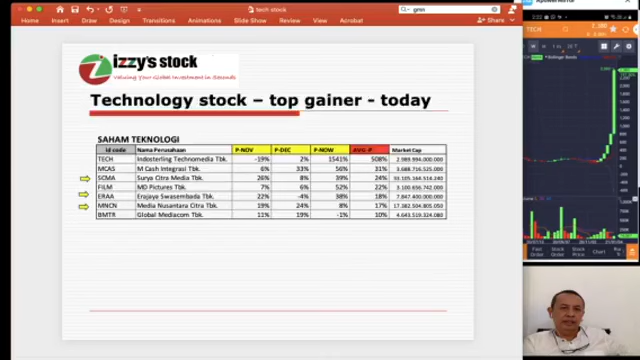 tech stock
gmn
Home Insert Draw Design Transitions Animations Slide Show Review View Acrobat
Share
izzy's stock
Valuing Your Global Investment in Seconds
Technology stock – top gainer - today
SAHAM TEKNOLOGI
id code Nama Perusahaan P-NOV P-DEC P-NOW AVG-P Market Cap
TECH Indosterling Technomedia Tbk. -19% 2% 1541% 508% 2.989.994.000.000
MCAS M Cash Integrasi Tbk. 6% 33% 56% 31% 3.688.716.525.000
SCMA Surya Citra Media Tbk. 26% 8% 39% 24% 33.105.164.514.240
FILM MD Pictures Tbk. 7% 6% 52% 22% 3.100.656.742.000
ERAA Erajaya Swasembada Tbk. 22% -4% 38% 18% 7.847.400.000.000
MNCN Media Nusantara Citra Tbk. 19% 24% 8% 17% 17.382.504.805.050
BMTR Global Mediacom Tbk. 11% 19% -1% 10% 4.643.519.324.080
TECH